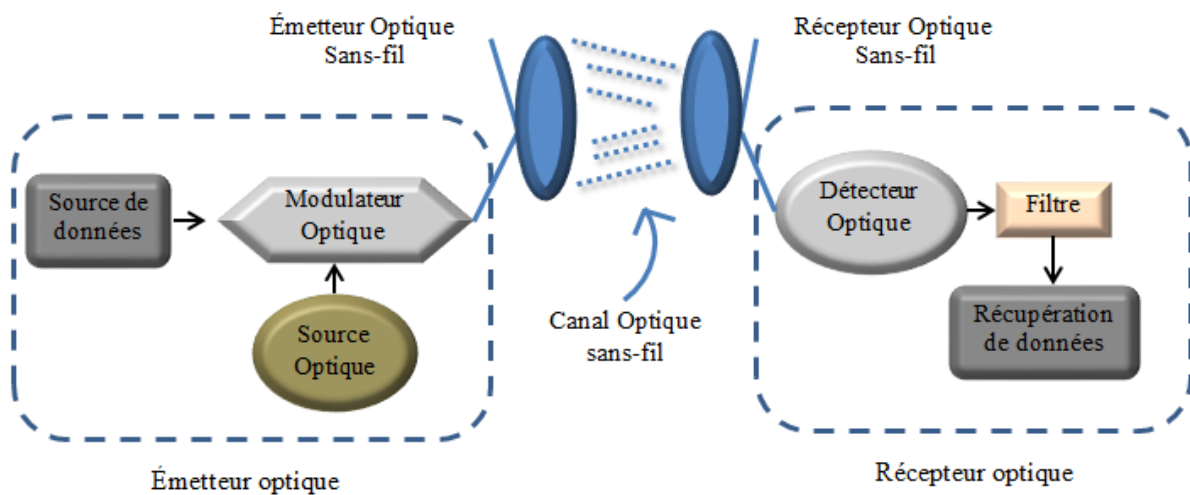 Émetteur Optique
Sans-fil
Récepteur Optique
Sans-fil
Source de
données
Modulateur
Optique
Source
Optique
Canal Optique
sans-fil
Détecteur
Optique
Filtre
Récupération
de données
Émetteur optique
Récepteur optique